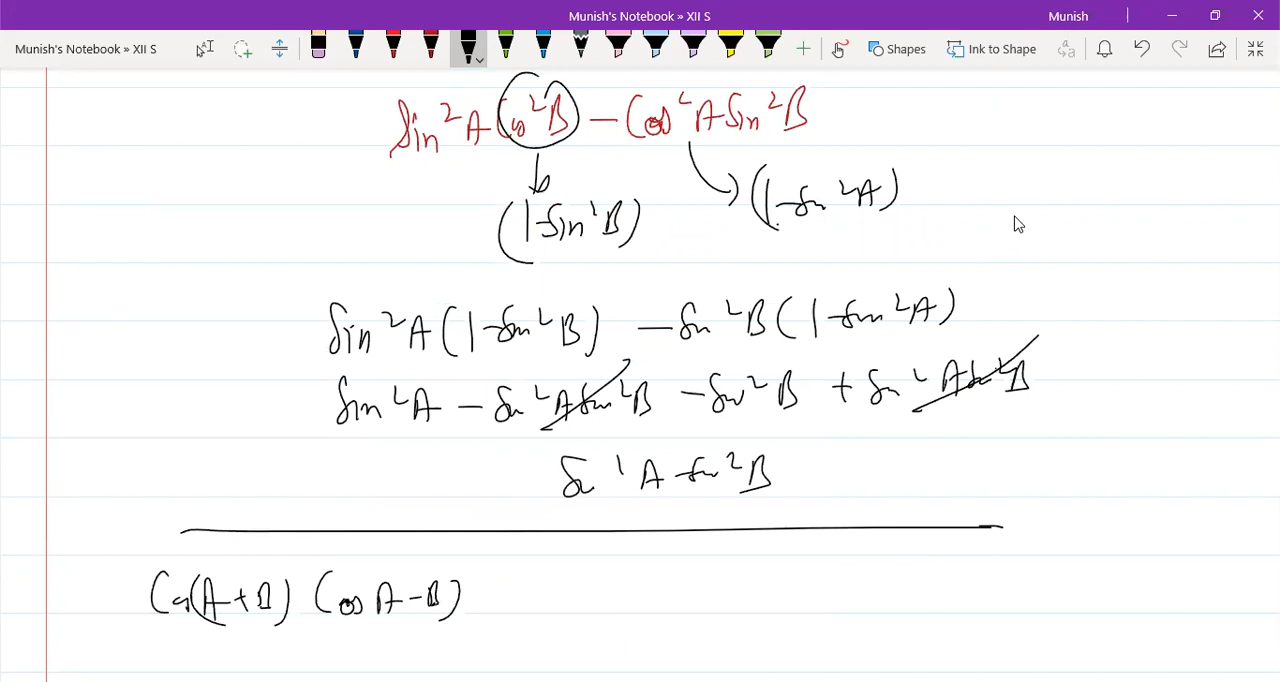 Munish's Notebook » XII S
Munish
Munish's Notebook » XII S
Shapes
Ink to Shape
Sin²A Cos²B - Cos²A Sin²B
(1-Sin²B) (1-Sin²A)
Sin²A (1-Sin²B) - Sin²B (1-Sin²A)
Sin²A - Sin²A Sin²B - Sin²B + Sin²A Sin²B
Sin²A - Sin²B
Cos(A+B) (Cos A-B)